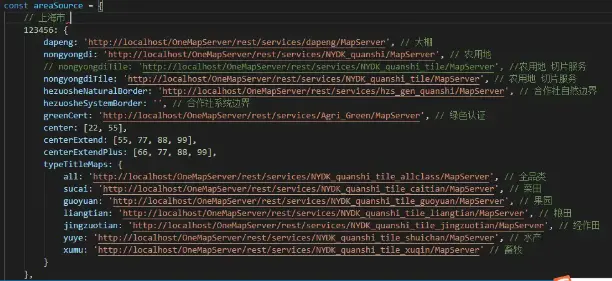 const areaSource = {
// 上海市
123456: {
dapeng: 'http://localhost/OneMapServer/rest/services/dapeng/MapServer', // 大棚
nongyongdi: 'http://localhost/OneMapServer/rest/services/NYDK_quanshi/MapServer', // 农用地
// nongyongdiTile: 'http://localhost/OneMapServer/rest/services/NYDK_quanshi_tile/MapServer', //农用地 切片服务
nongyongdiTile: 'http://localhost/OneMapServer/rest/services/NYDK_quanshi_tile/MapServer', // 农用地 切片服务
hezuosheNaturalBorder: 'http://localhost/OneMapServer/rest/services/hzs_gen_quanshi/MapServer', // 合作社自然边界
hezuosheSystemBorder: '', // 合作社系统边界
greenCert: 'http://localhost/OneMapServer/rest/services/Agri_Green/MapServer', // 绿色认证
center: [22, 55],
centerExtend: [55, 77, 88, 99],
centerExtendPlus: [66, 77, 88, 99],
typeTitleMaps: {
all: 'http://localhost/OneMapServer/rest/services/NYDK_quanshi_tile_allclass/MapServer', // 全品类
sucai: 'http://localhost/OneMapServer/rest/services/NYDK_quanshi_tile_caitian/MapServer', // 菜田
guoyuan: 'http://localhost/OneMapServer/rest/services/NYDK_quanshi_tile_guoyuan/MapServer', // 果园
liangtian: 'http://localhost/OneMapServer/rest/services/NYDK_quanshi_tile_liangtian/MapServer', // 粮田
jingzuotian: 'http://localhost/OneMapServer/rest/services/NYDK_quanshi_tile_jingzuotian/MapServer', // 经作田
yuye: 'http://localhost/OneMapServer/rest/services/NYDK_quanshi_tile_shuichan/MapServer', // 水产
xumu: 'http://localhost/OneMapServer/rest/services/NYDK_quanshi_tile_xuqin/MapServer' // 畜牧
}
},